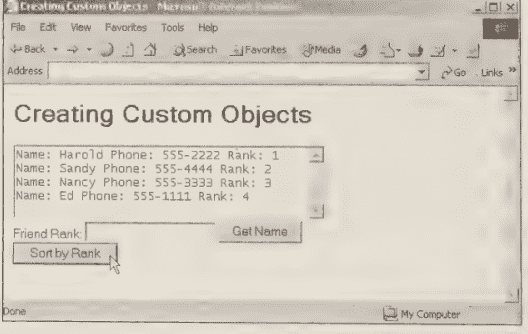 Creating Custom Objects - Microsoft Internet Explorer
File Edit View Favorites Tools Help
Back Search Favorites Media
Address Go Links »
Creating Custom Objects
Name: Harold Phone: 555-2222 Rank: 1
Name: Sandy Phone: 555-4444 Rank: 2
Name: Nancy Phone: 555-3333 Rank: 3
Name: Ed Phone: 555-1111 Rank: 4
Friend Rank: Get Name
Sort by Rank
Done My Computer